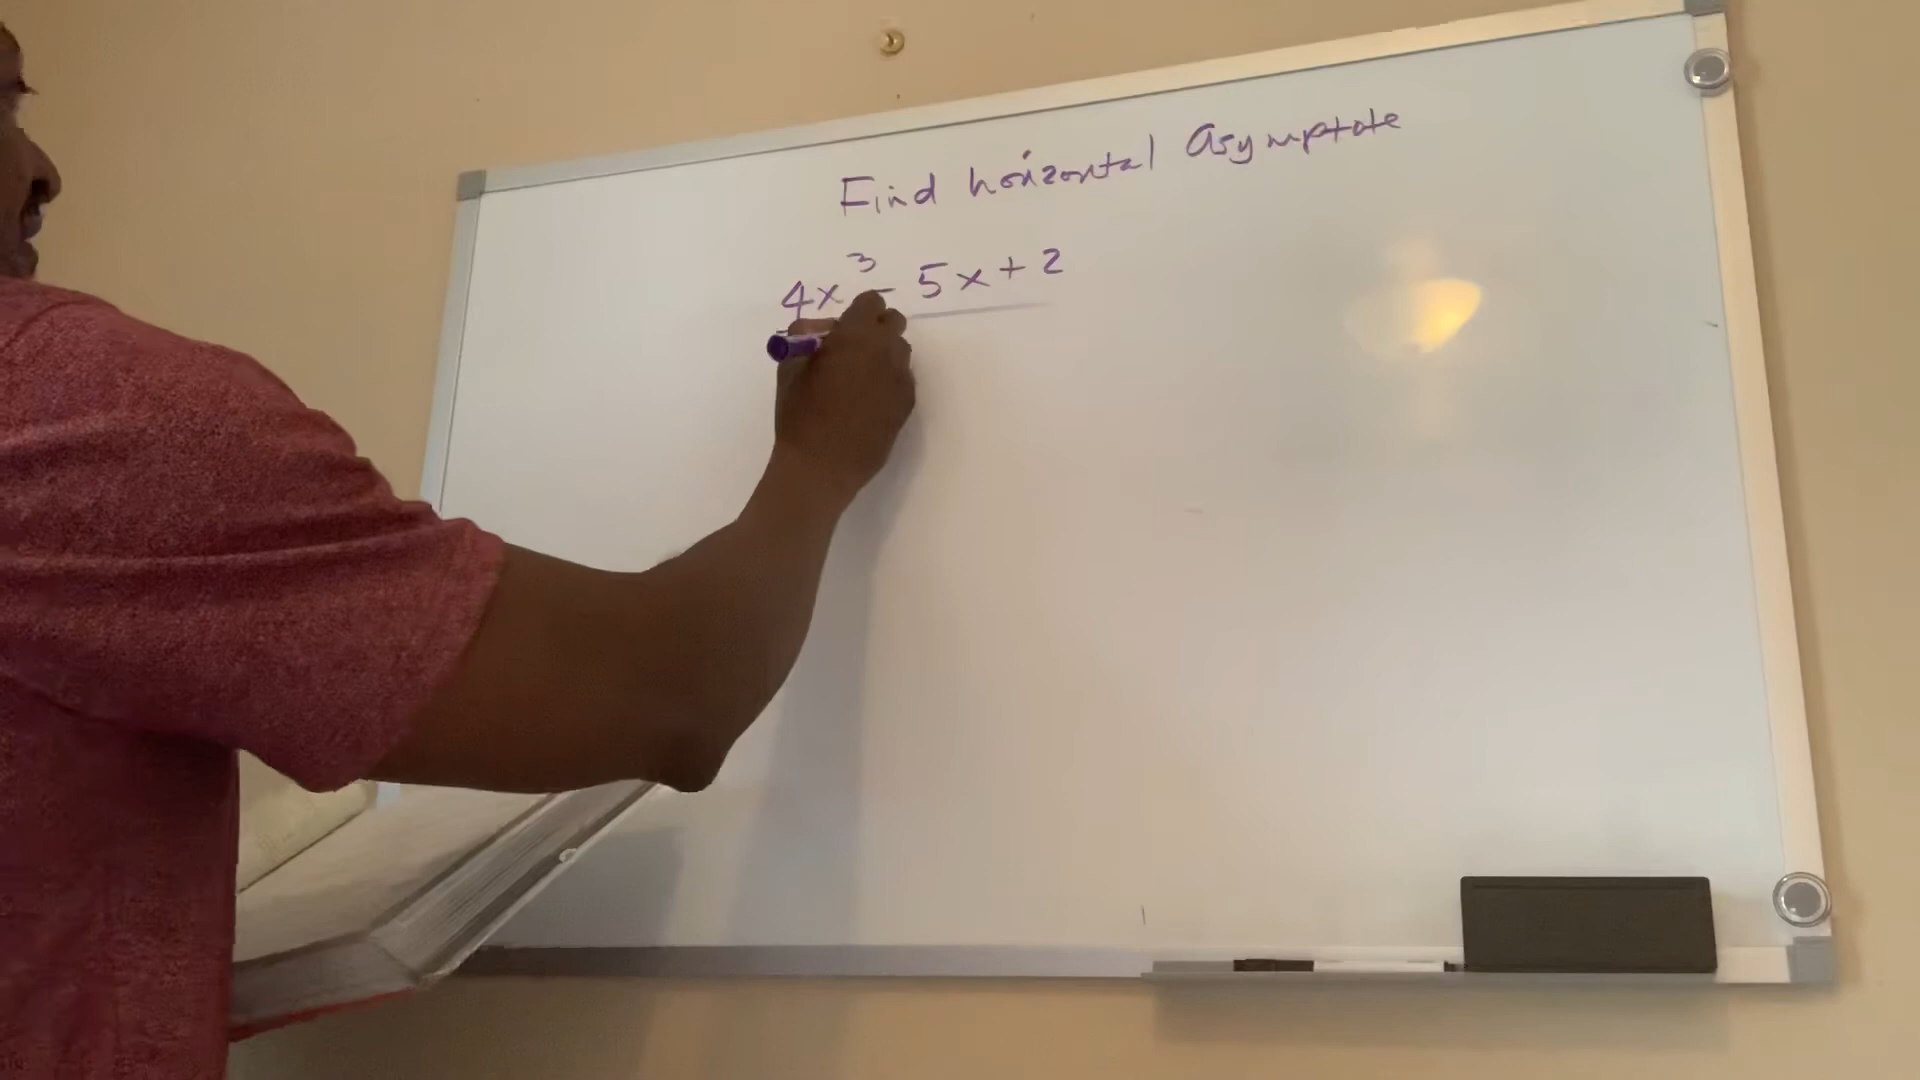 Find horizontal Asymptote
4x³ - 5x + 2